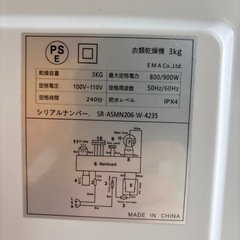 PS
E
衣類乾燥機 3kg
EMA Co., Ltd.
乾燥容量 3KG 最大定格電力 800/900W
定格電圧 100V-110V 定格周波数 50Hz/60Hz
定格時間 240分 防水レベル IPX4
シリアルナンバー. SR-ASMN206-W-4235
6 Mainboard
MADE IN CHINA